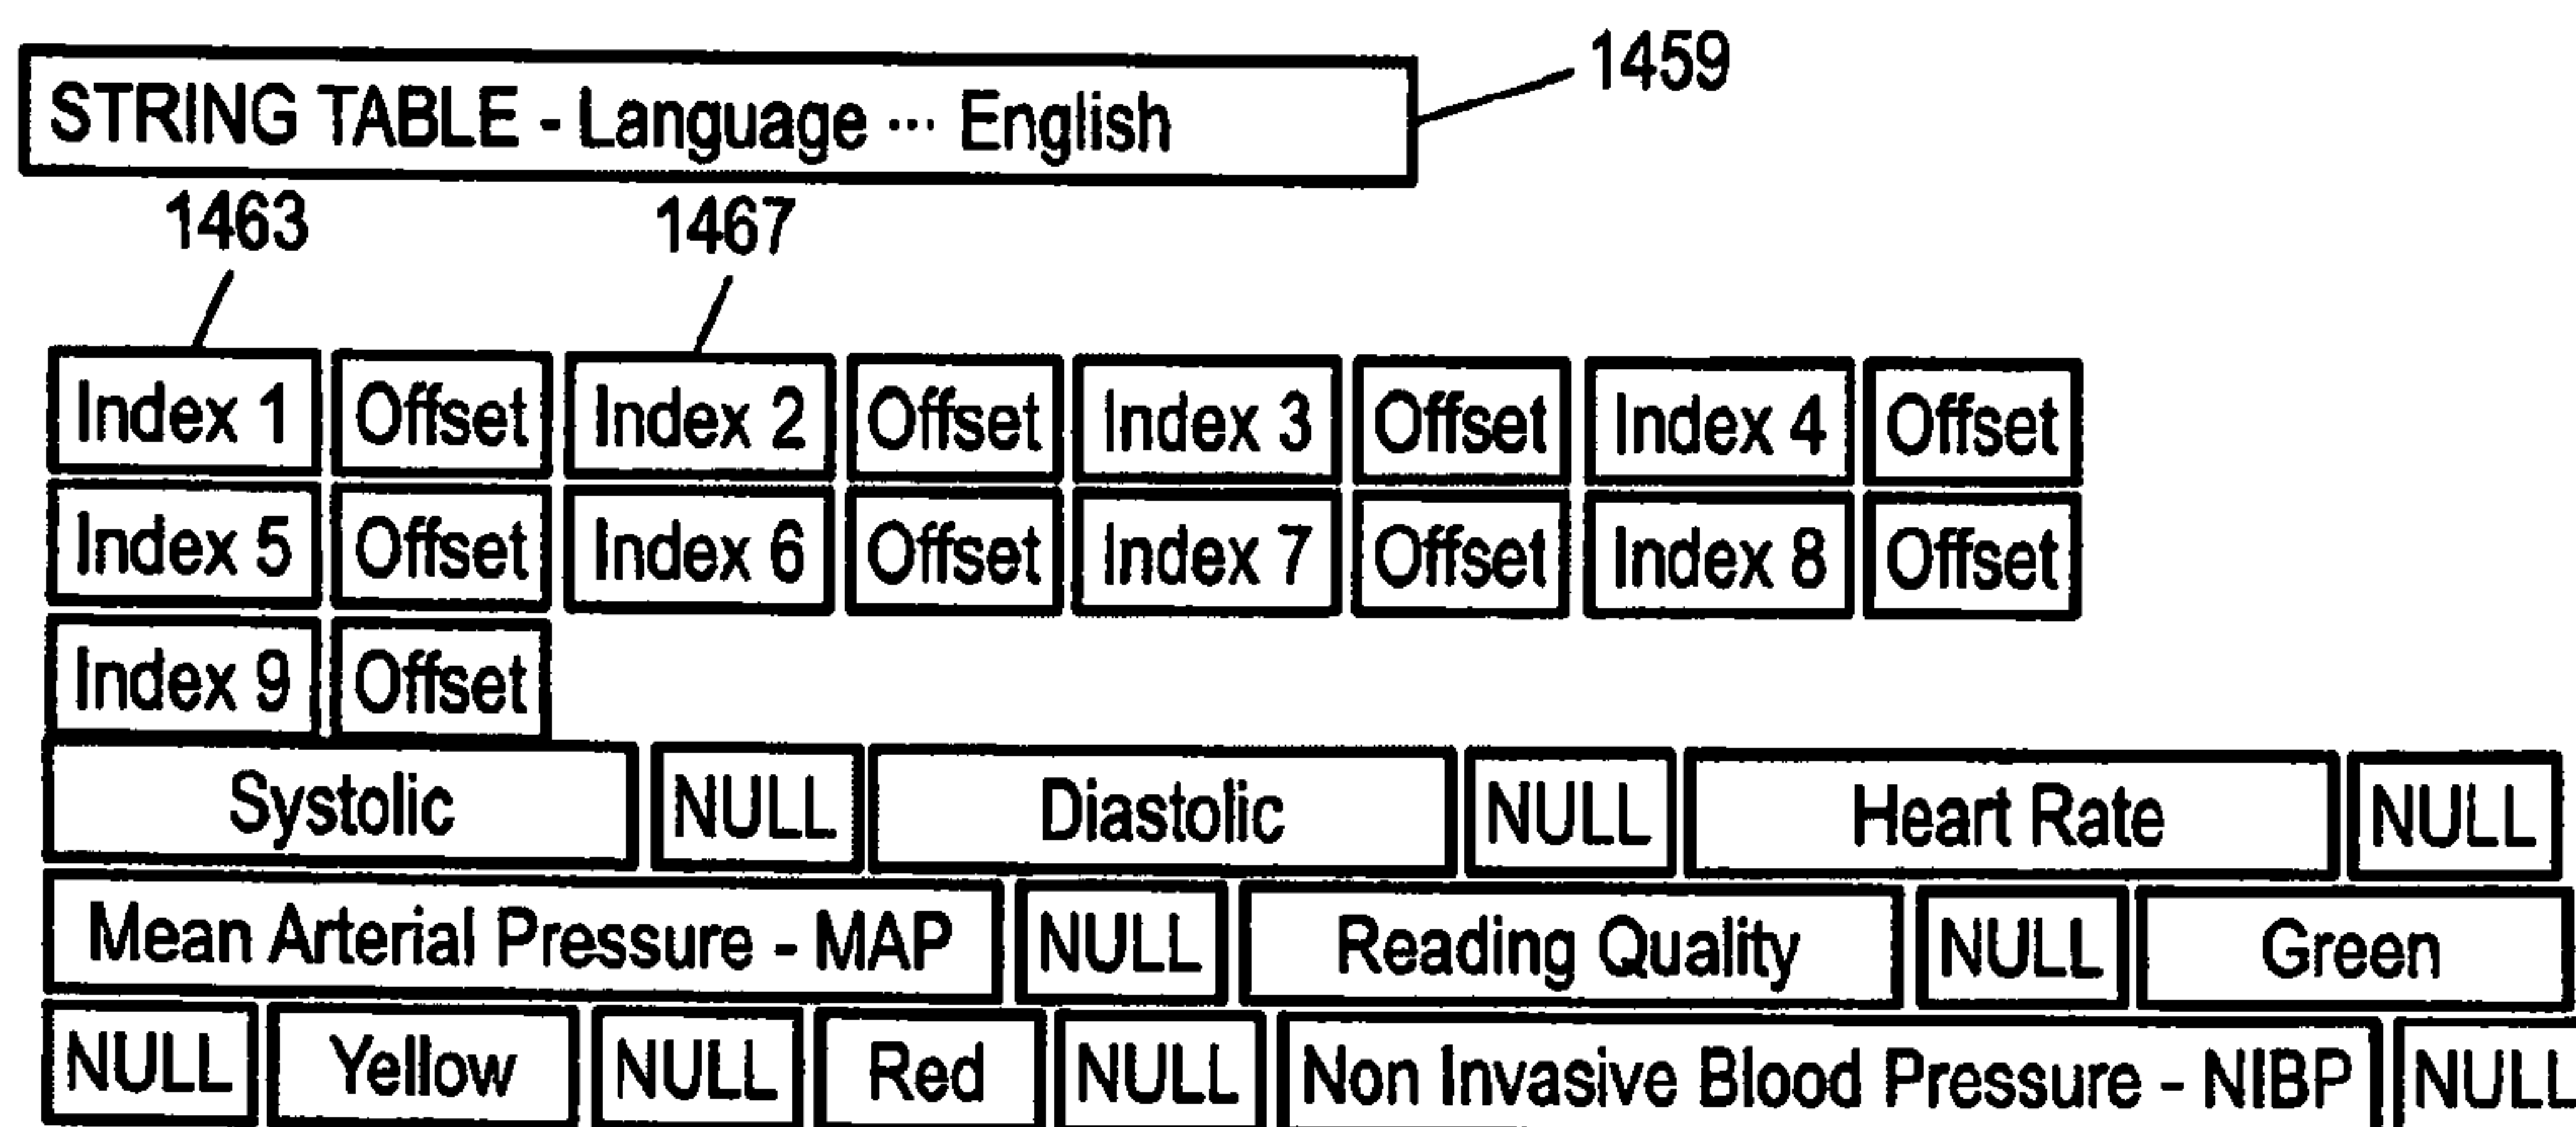 1459
STRING TABLE - Language ··· English
1463 1467
Index 1 Offset Index 2 Offset Index 3 Offset Index 4 Offset
Index 5 Offset Index 6 Offset Index 7 Offset Index 8 Offset
Index 9 Offset
Systolic NULL Diastolic NULL Heart Rate NULL
Mean Arterial Pressure - MAP NULL Reading Quality NULL Green
NULL Yellow NULL Red NULL Non Invasive Blood Pressure - NIBP NULL